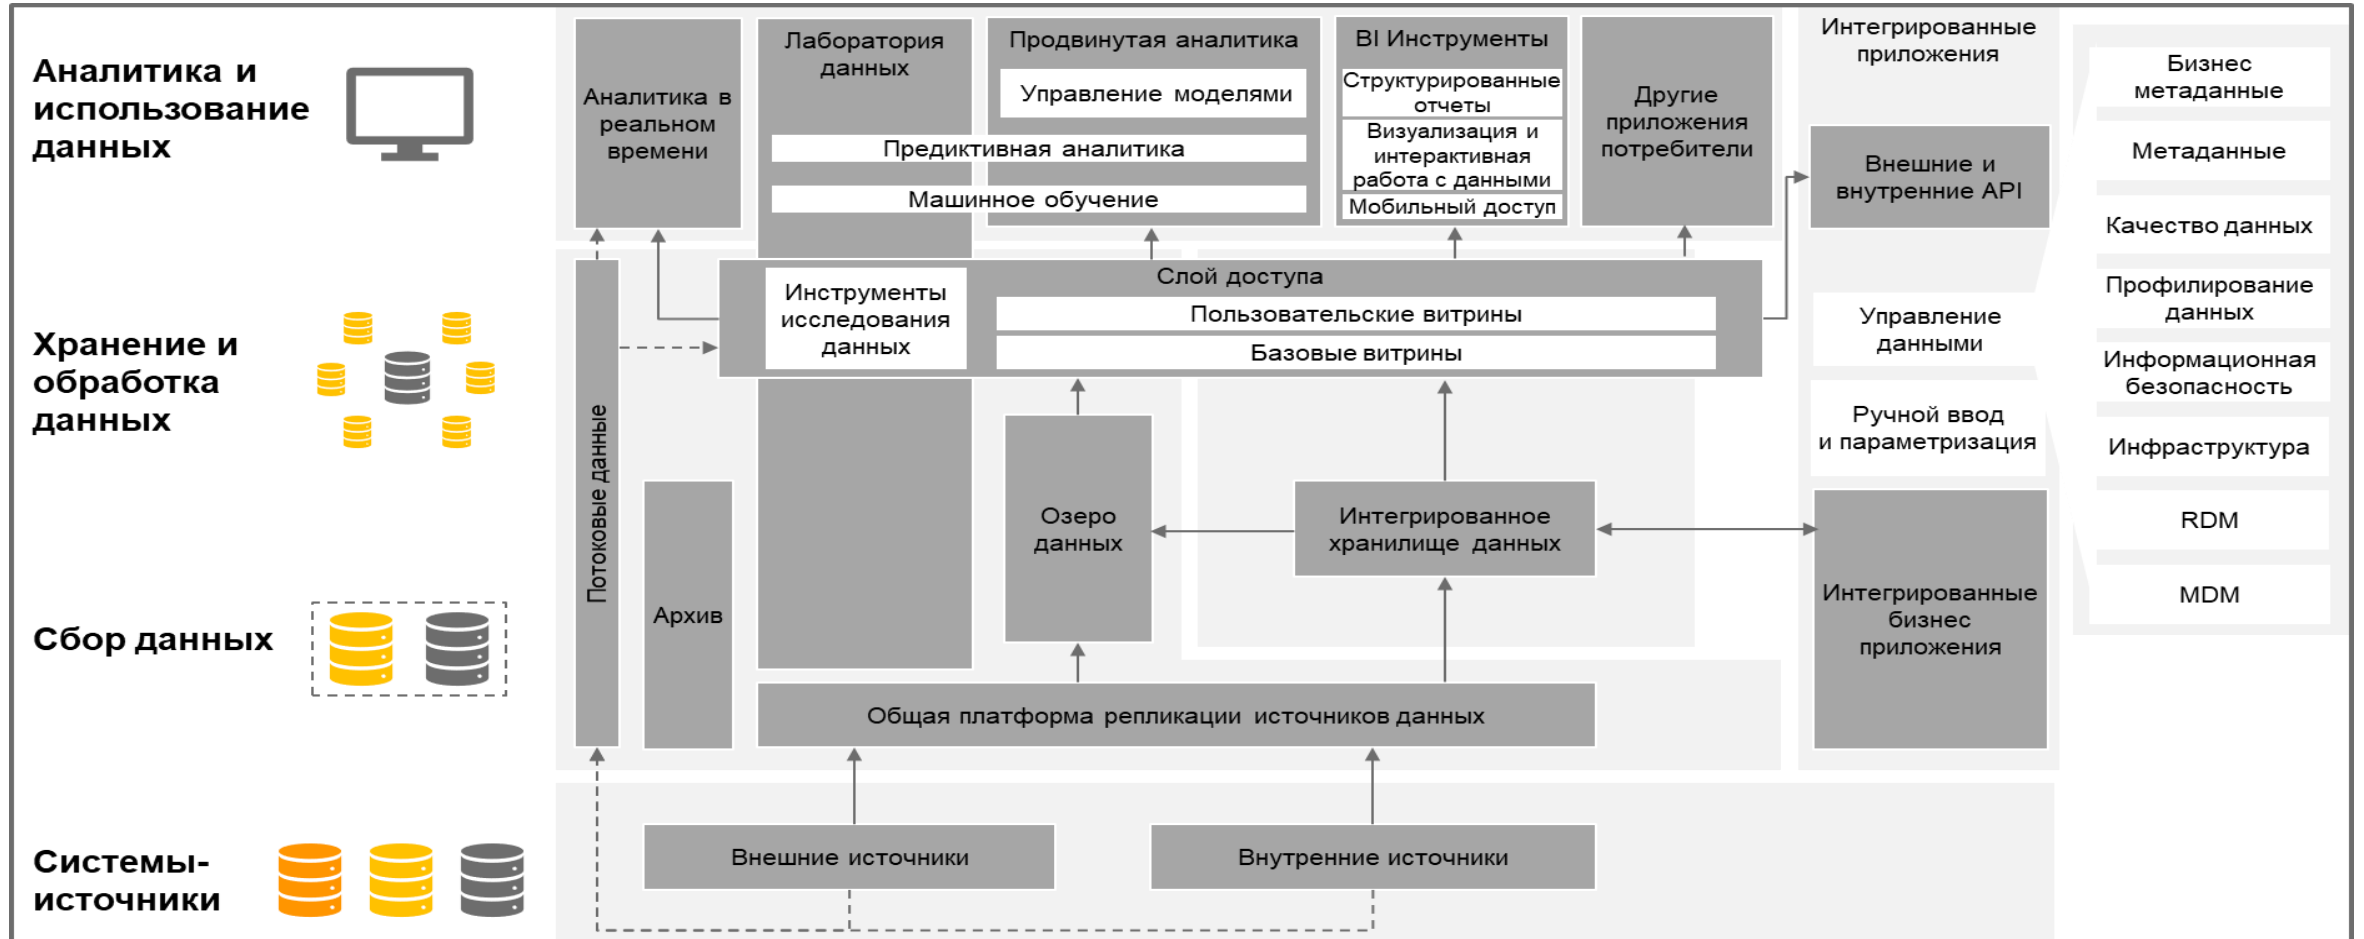 Аналитика и
использование
данных
Хранение и
обработка
данных
Сбор данных
Системы-
источники
Аналитика в
реальном
времени
Лаборатория
данных
Продвинутая аналитика
Управление моделями
Предиктивная аналитика
Машинное обучение
BI Инструменты
Структурированные
отчеты
Визуализация и
интерактивная
работа с данными
Мобильный доступ
Другие
приложения
потребители
Слой доступа
Инструменты
исследования
данных
Пользовательские витрины
Базовые витрины
Потоковые данные
Архив
Озеро
данных
Интегрированное
хранилище данных
Общая платформа репликации источников данных
Внешние источники
Внутренние источники
Интегрированные
приложения
Внешние и
внутренние API
Управление
данными
Ручной ввод
и параметризация
Интегрированные
бизнес
приложения
Бизнес
метаданные
Метаданные
Качество данных
Профилирование
данных
Информационная
безопасность
Инфраструктура
RDM
MDM